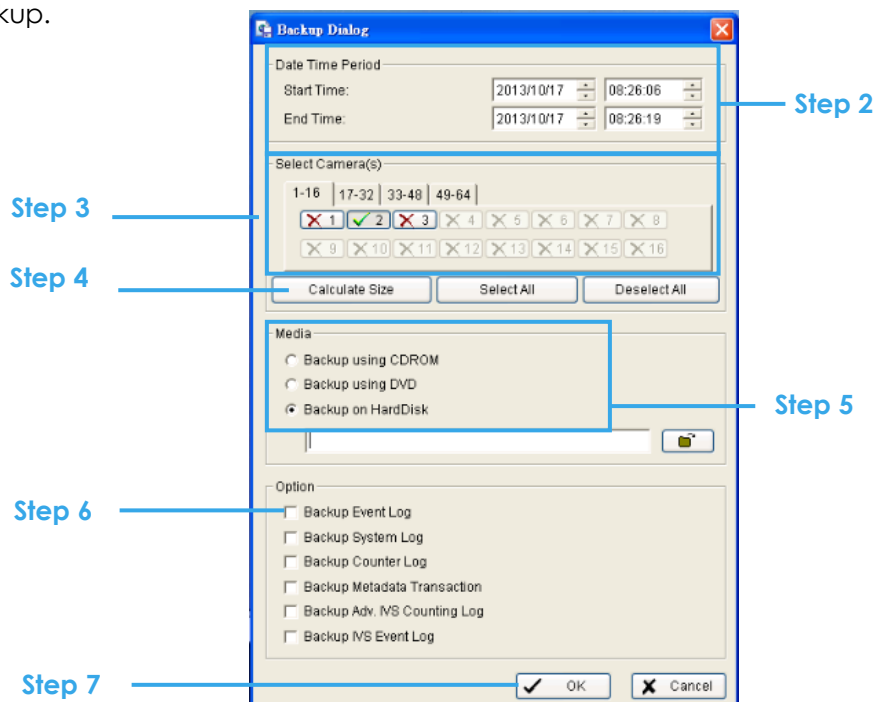 kup.
Backup Dialog
Date Time Period
Start Time: 2013/10/17 08:26:06
End Time: 2013/10/17 08:26:19
Step 2
Select Camera(s)
1-16 17-32 33-48 49-64
1 2 3 4 5 6 7 8
9 10 11 12 13 14 15 16
Step 3
Step 4
Calculate Size Select All Deselect All
Media
Backup using CDROM
Backup using DVD
Backup on HardDisk
Step 5
Option
Step 6
Backup Event Log
Backup System Log
Backup Counter Log
Backup Metadata Transaction
Backup Adv. IVS Counting Log
Backup IVS Event Log
Step 7
OK Cancel